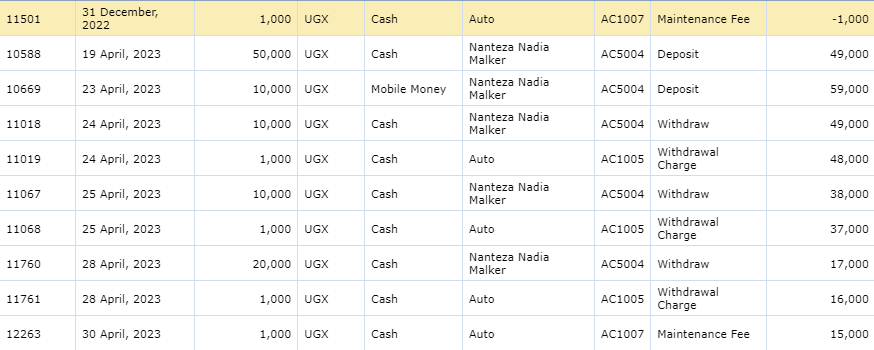 11501 31 December, 2022 1,000 UGX Cash Auto AC1007 Maintenance Fee -1,000
10588 19 April, 2023 50,000 UGX Cash Nanteza Nadia Malker AC5004 Deposit 49,000
10669 23 April, 2023 10,000 UGX Mobile Money Nanteza Nadia Malker AC5004 Deposit 59,000
11018 24 April, 2023 10,000 UGX Cash Nanteza Nadia Malker AC5004 Withdraw 49,000
11019 24 April, 2023 1,000 UGX Cash Auto AC1005 Withdrawal Charge 48,000
11067 25 April, 2023 10,000 UGX Cash Nanteza Nadia Malker AC5004 Withdraw 38,000
11068 25 April, 2023 1,000 UGX Cash Auto AC1005 Withdrawal Charge 37,000
11760 28 April, 2023 20,000 UGX Cash Nanteza Nadia Malker AC5004 Withdraw 17,000
11761 28 April, 2023 1,000 UGX Cash Auto AC1005 Withdrawal Charge 16,000
12263 30 April, 2023 1,000 UGX Cash Auto AC1007 Maintenance Fee 15,000